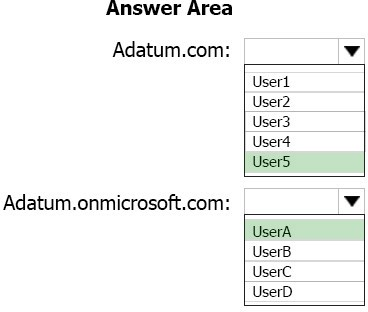 Answer Area
Adatum.com:
User1
User2
User3
User4
User5
Adatum.onmicrosoft.com:
UserA
UserB
UserC
UserD